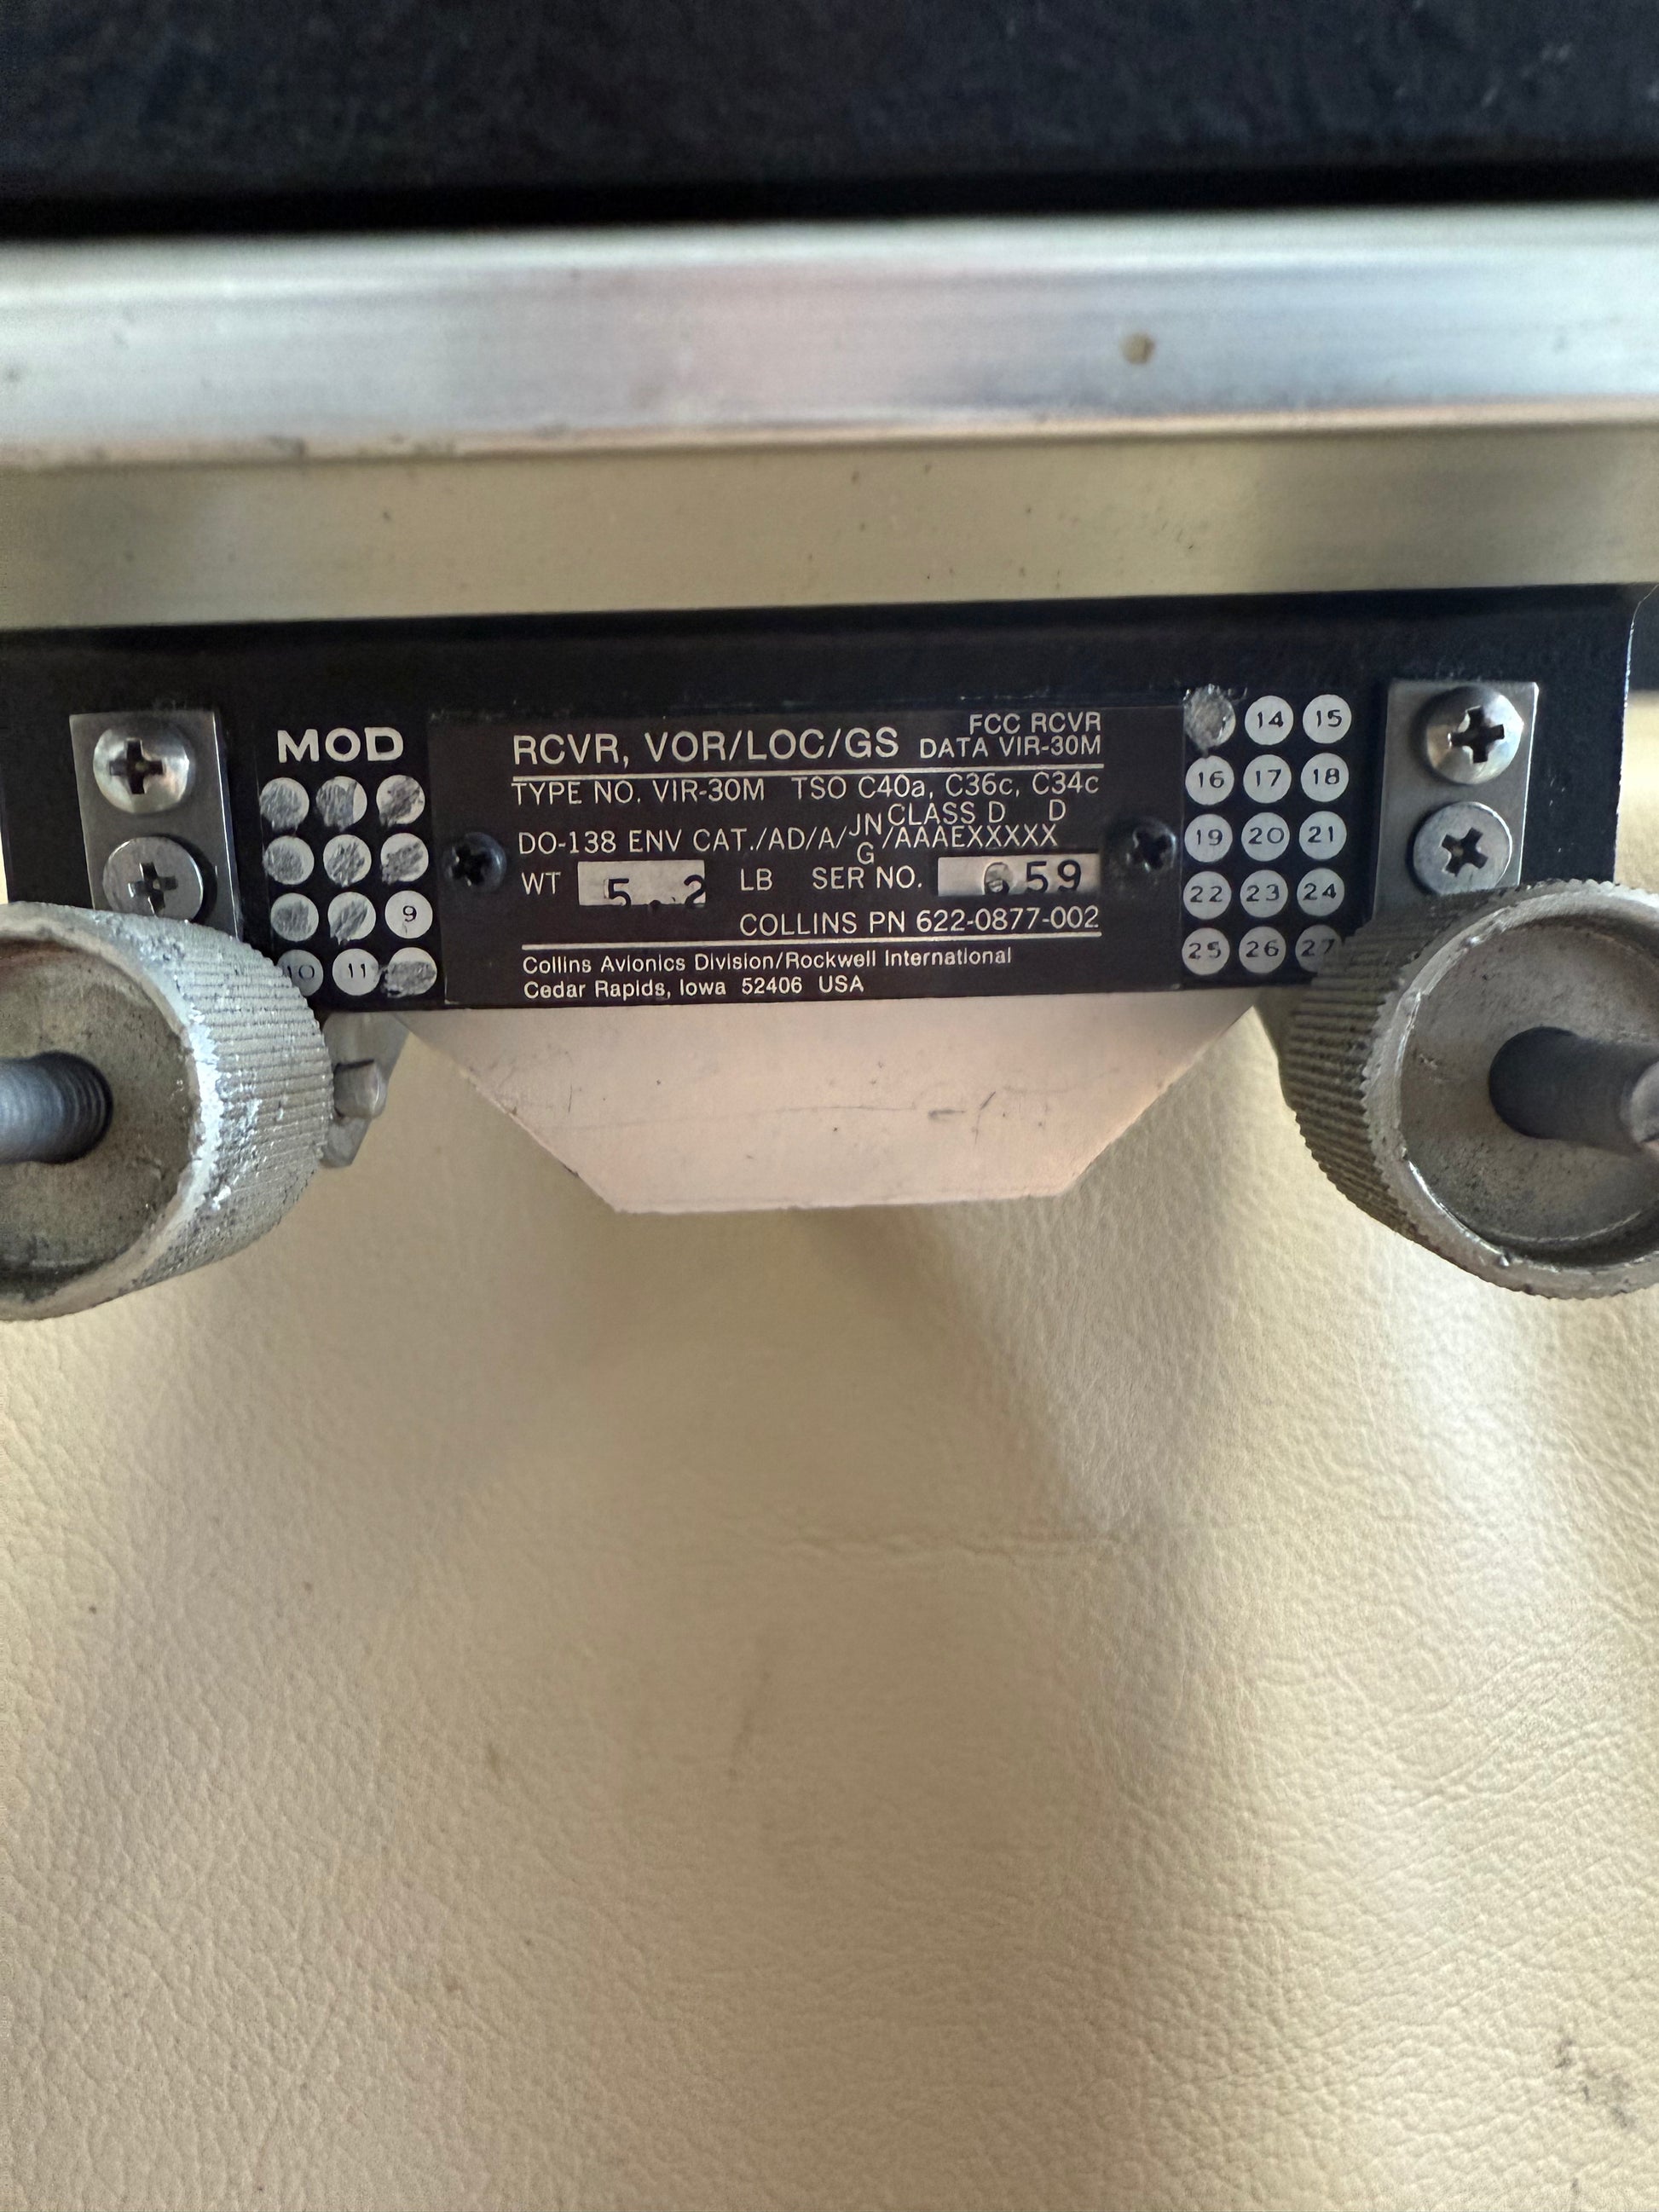 MOD
9
10 11
RCVR, VOR/LOC/GS FCC RCVR DATA VIR-30M
TYPE NO. VIR-30M TSO C40a, C36c, C34c
CLASS D D
DO-138 ENV CAT./AD/A/JN/AAAEXXXXX
G
WT 5.2 LB SER NO. 659
COLLINS PN 622-0877-002
Collins Avionics Division/Rockwell International
Cedar Rapids, Iowa 52406 USA
14 15
16 17 18
19 20 21
22 23 24
25 26 27